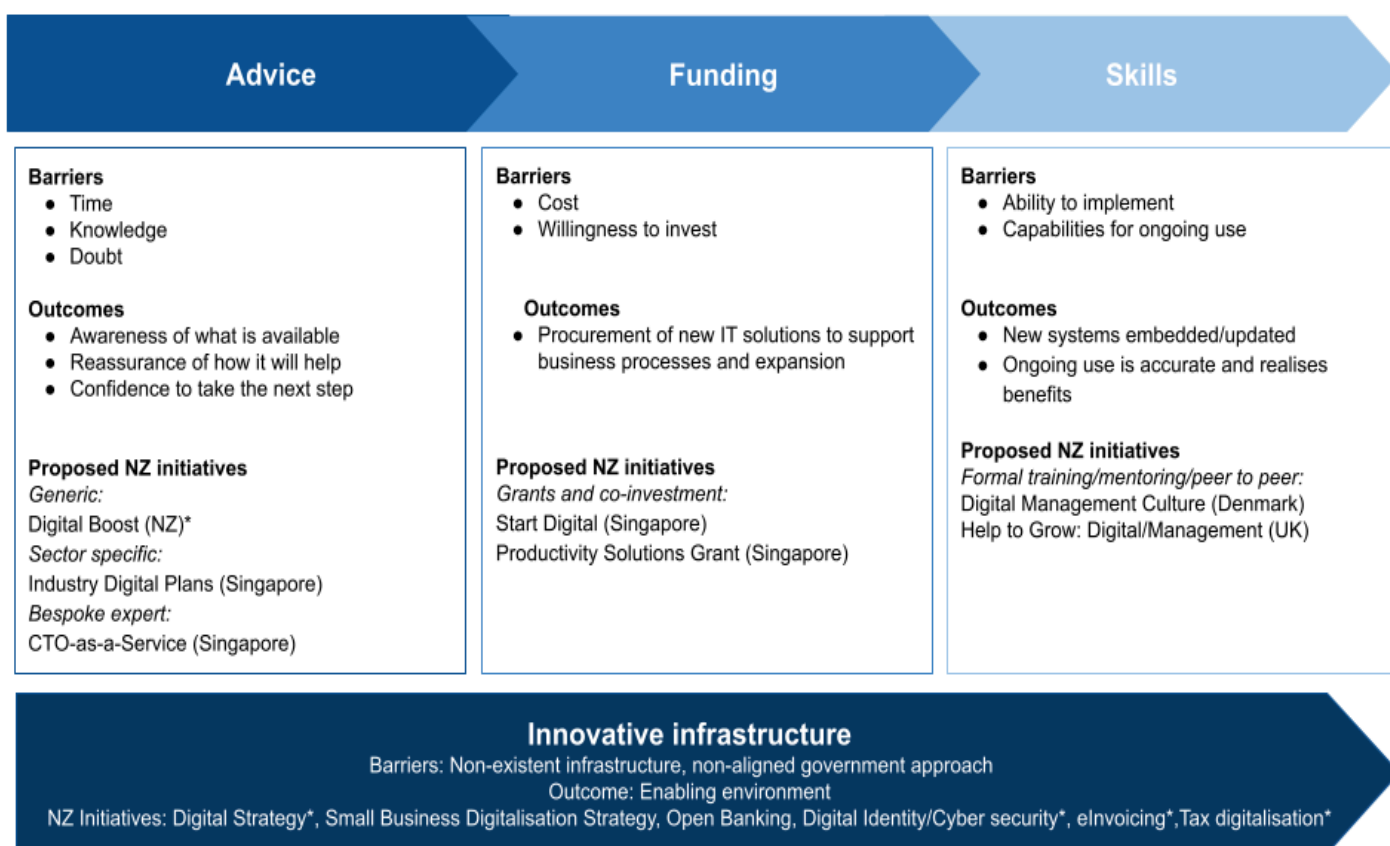 Advice
Funding
Skills
Barriers
● Time
● Knowledge
● Doubt
Outcomes
● Awareness of what is available
● Reassurance of how it will help
● Confidence to take the next step
Proposed NZ initiatives
Generic:
Digital Boost (NZ)*
Sector specific:
Industry Digital Plans (Singapore)
Bespoke expert:
CTO-as-a-Service (Singapore)
Barriers
● Cost
● Willingness to invest
Outcomes
● Procurement of new IT solutions to support
business processes and expansion
Proposed NZ initiatives
Grants and co-investment:
Start Digital (Singapore)
Productivity Solutions Grant (Singapore)
Barriers
● Ability to implement
● Capabilities for ongoing use
Outcomes
● New systems embedded/updated
● Ongoing use is accurate and realises
benefits
Proposed NZ initiatives
Formal training/mentoring/peer to peer:
Digital Management Culture (Denmark)
Help to Grow: Digital/Management (UK)
Innovative infrastructure
Barriers: Non-existent infrastructure, non-aligned government approach
Outcome: Enabling environment
NZ Initiatives: Digital Strategy*, Small Business Digitalisation Strategy, Open Banking, Digital Identity/Cyber security*, eInvoicing*,Tax digitalisation*